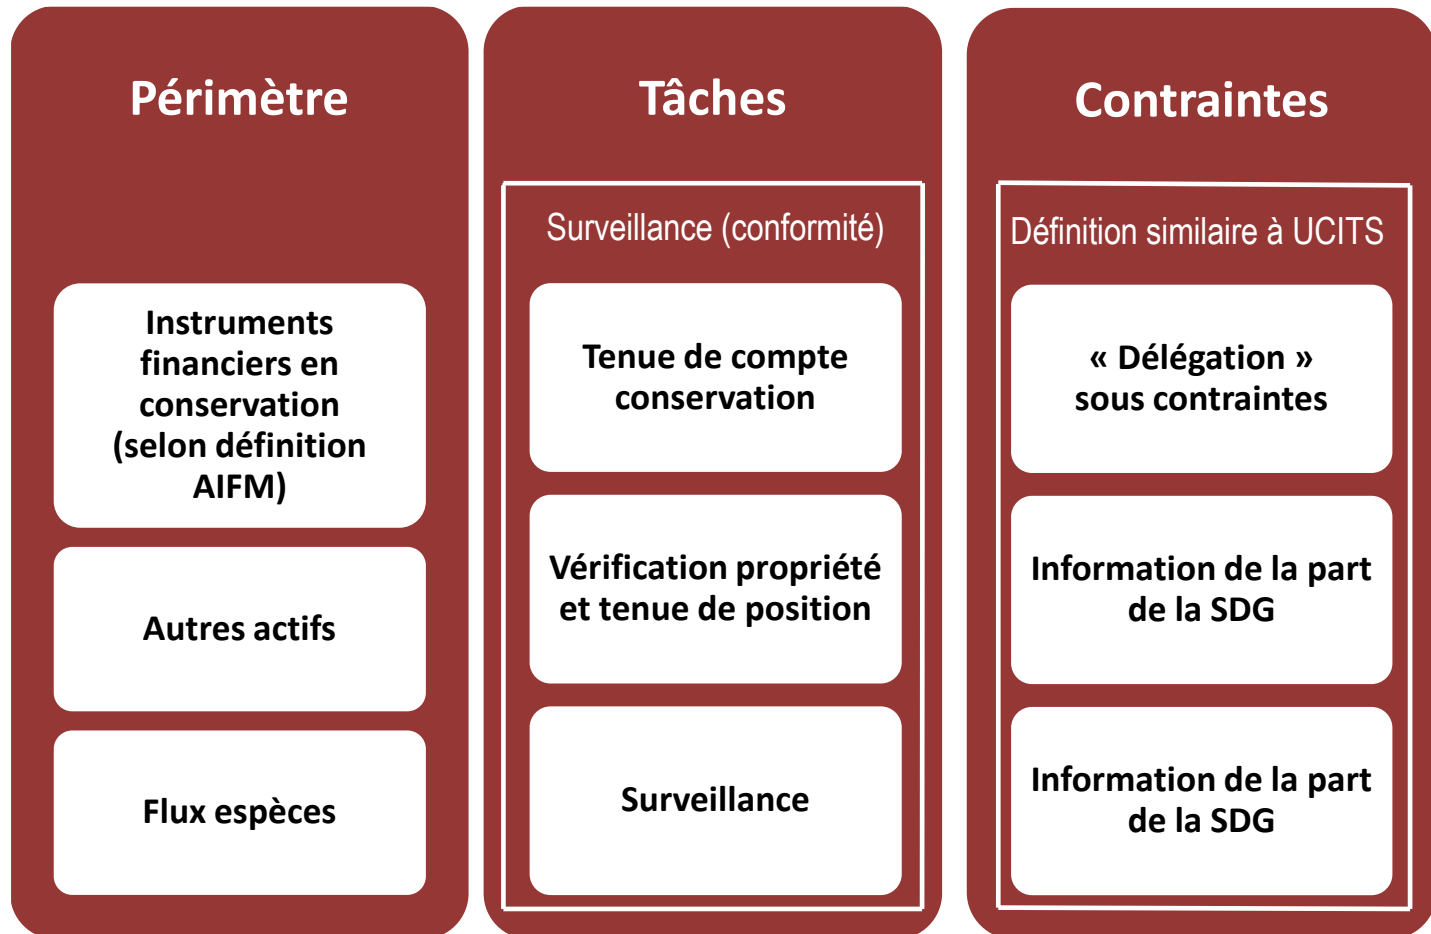 Périmètre
Instruments
financiers en
conservation
(selon définition
AIFM)
Autres actifs
Flux espèces
Tâches
Surveillance (conformité)
Tenue de compte
conservation
Vérification propriété
et tenue de position
Surveillance
Contraintes
Définition similaire à UCITS
« Délégation »
sous contraintes
Information de la part
de la SDG
Information de la part
de la SDG